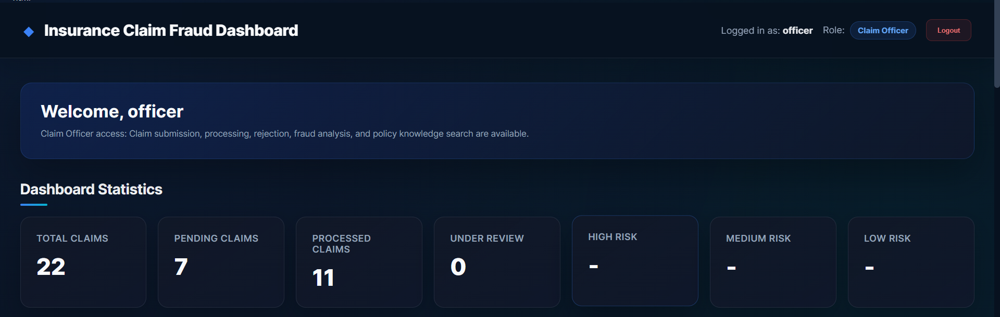 Insurance Claim Fraud Dashboard
Logged in as: officer Role: Claim Officer Logout
Welcome, officer
Claim Officer access: Claim submission, processing, rejection, fraud analysis, and policy knowledge search are available.
Dashboard Statistics
TOTAL CLAIMS
22
PENDING CLAIMS
7
PROCESSED
CLAIMS
11
UNDER REVIEW
0
HIGH RISK
-
MEDIUM RISK
-
LOW RISK
-